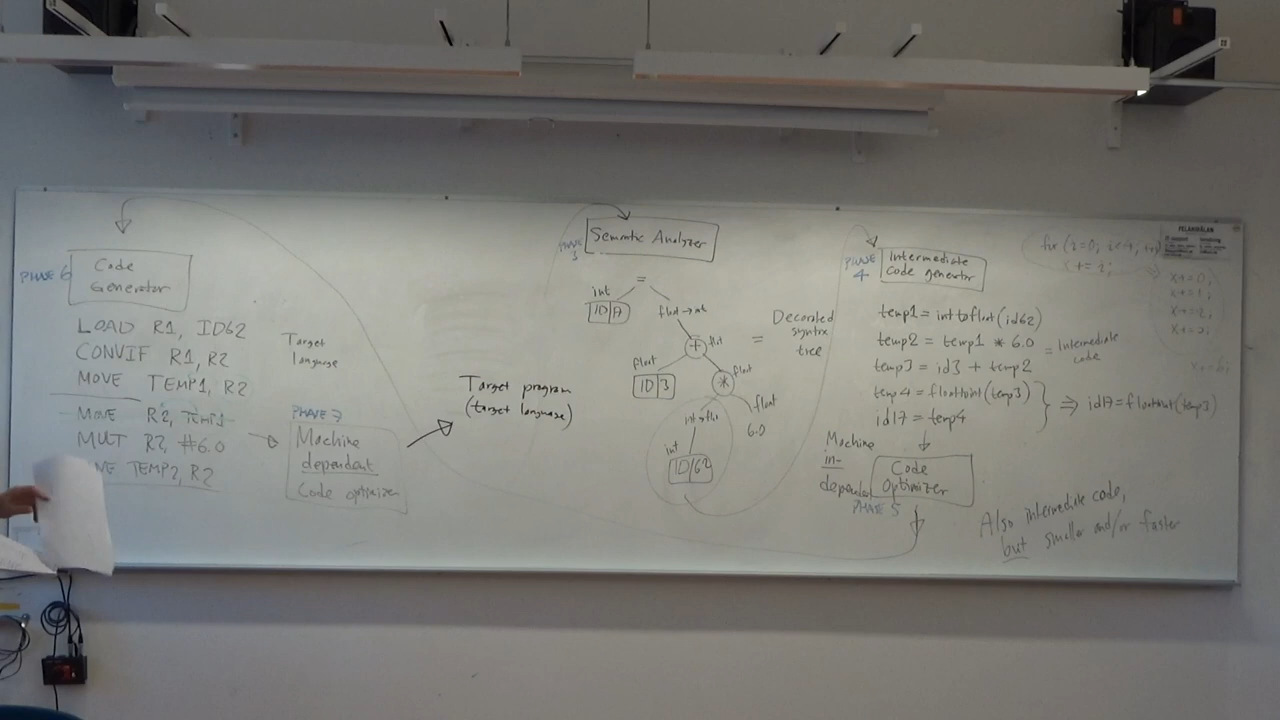 PHASE 6
Code
Generator
LOAD R1, ID62
CONVIF R1, R2
MOVE TEMP1, R2
MOVE R2, TEMP1
MULT R2, #6.0
TEMP2, R2
Target
language
PHASE 7
Machine
dependent
Code optimizer
Target program
(target language)
PHASE
3
Semantic Analyzer
=
int
float→int
+
float
ID 3
*
float
float
6.0
int
ID 62
= Decorated
syntax
tree
PHASE
4
Intermediate
code generator
temp1 = inttofloat(id62)
temp2 = temp1 * 6.0
temp3 = id3 + temp2
temp4 = floattoint(temp3)
id17 = temp4
= Intermediate
code
⇒ id17 = floattoint(temp3)
Machine
in-
dependent
Code
Optimizer
PHASE 5
Also intermediate code,
but smaller and/or faster
for (i=0;
x += i;
x+=0;
x+=1;
x+=2;
x+=3;
FELANMÄLAN